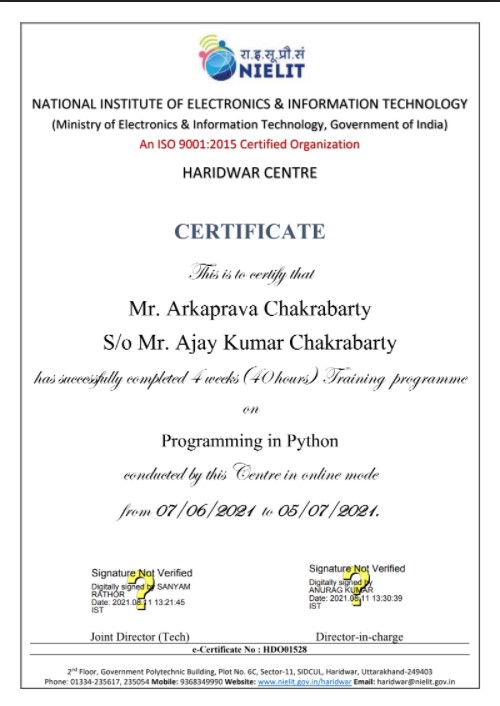 रा.इ.सू.प्रौ.सं
NIELIT
NATIONAL INSTITUTE OF ELECTRONICS & INFORMATION TECHNOLOGY
(Ministry of Electronics & Information Technology, Government of India)
An ISO 9001:2015 Certified Organization
HARIDWAR CENTRE
CERTIFICATE
This is to certify that
Mr. Arkaprava Chakrabarty
S/o Mr. Ajay Kumar Chakrabarty
has successfully completed 4 weeks (40 hours) Training programme
on
Programming in Python
conducted by this Centre in online mode
from 07/06/2021 to 05/07/2021.
Signature Not Verified
Digitally signed by SANYAM
RATHOR
Date: 2021.08.11 13:21:45
IST
Joint Director (Tech)
Signature Not Verified
Digitally signed by
ANURAG KUMAR
Date: 2021.08.11 13:30:39
IST
Director-in-charge
e-Certificate No : HDO01528
2nd Floor, Government Polytechnic Building, Plot No. 6C, Sector-11, SIDCUL, Haridwar, Uttarakhand-249403
Phone: 01334-235617, 235054 Mobile: 9368349990 Website: www.nielit.gov.in/haridwar Email: haridwar@nielit.gov.in